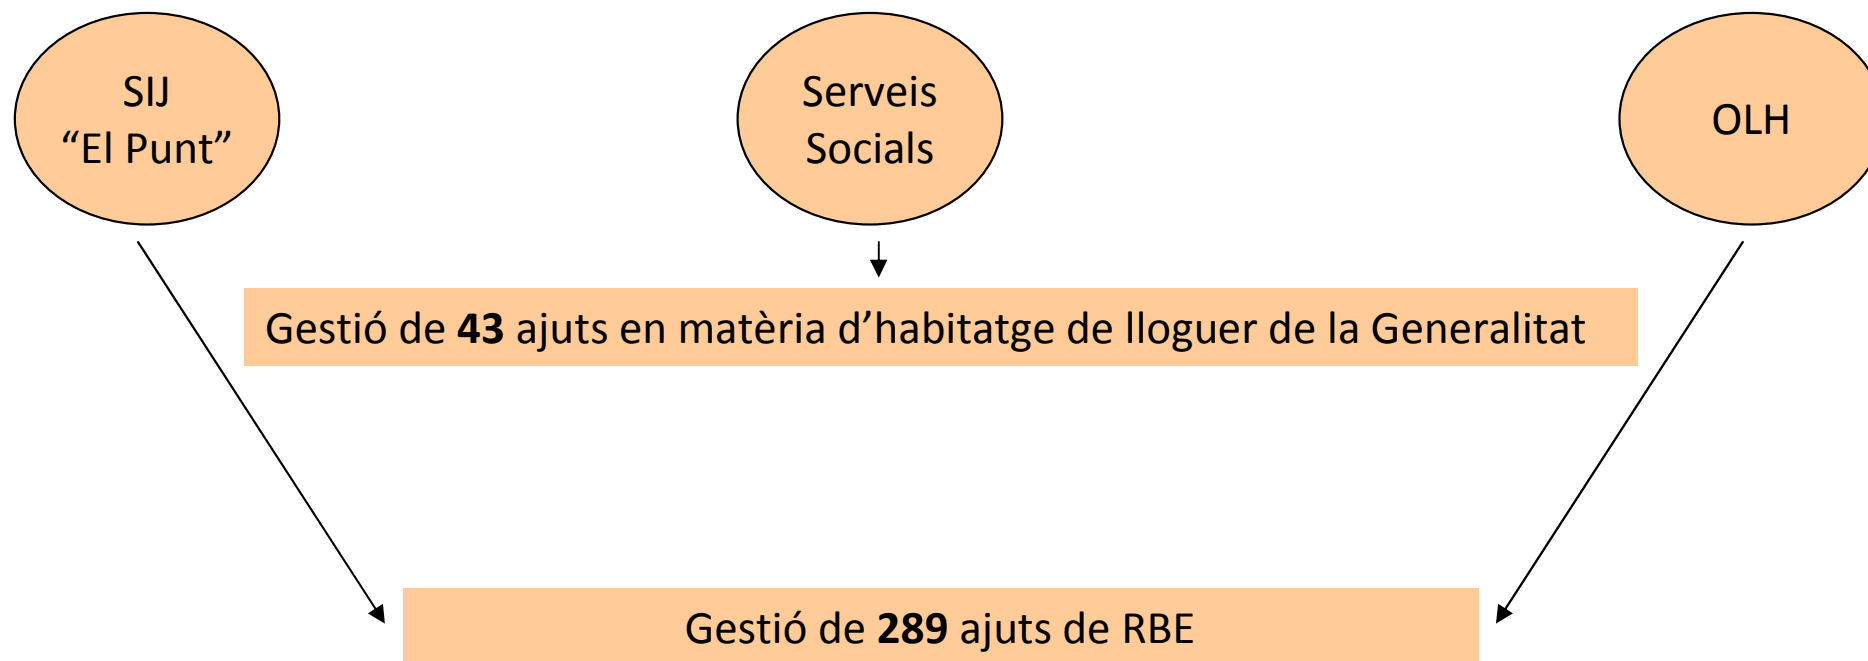 SIJ
“El Punt”
Serveis
Socials
OLH
Gestió de 43 ajuts en matèria d’habitatge de lloguer de la Generalitat
Gestió de 289 ajuts de RBE